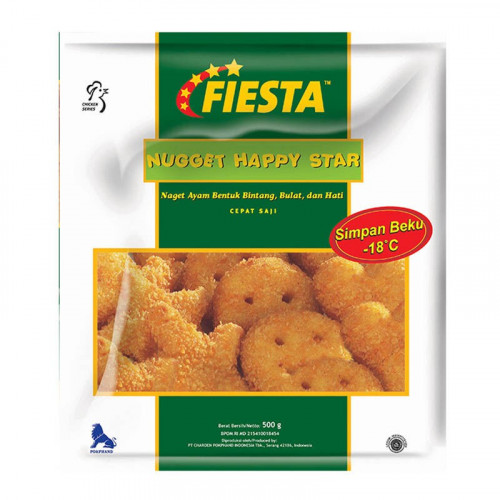 CHICKEN
SERIES
FIESTA™
NUGGET HAPPY STAR
Naget Ayam Bentuk Bintang, Bulat, dan Hati
CEPAT SAJI
Simpan Beku
-18°C
Berat Bersih/Netto: 500 g
BPOM RI MD 215410018454
Diproduksi oleh/Produced by:
PT CHAROEN POKPHAND INDONESIA Tbk., Serang 42186, Indonesia
POKPHAND